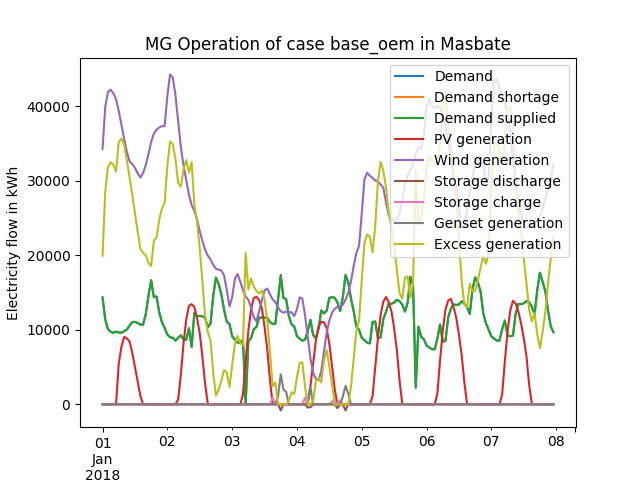 MG Operation of case base_oem in Masbate
Electricity flow in kWh
40000
30000
20000
10000
0
Demand
Demand shortage
Demand supplied
PV generation
Wind generation
Storage discharge
Storage charge
Genset generation
Excess generation
01 02 03 04 05 06 07 08
Jan
2018